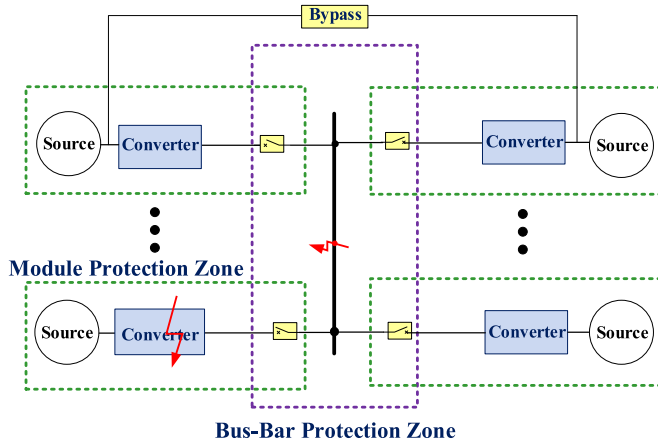 Bypass
Source
Converter
Converter
Source
Module Protection Zone
Source
Converter
Converter
Source
Bus-Bar Protection Zone